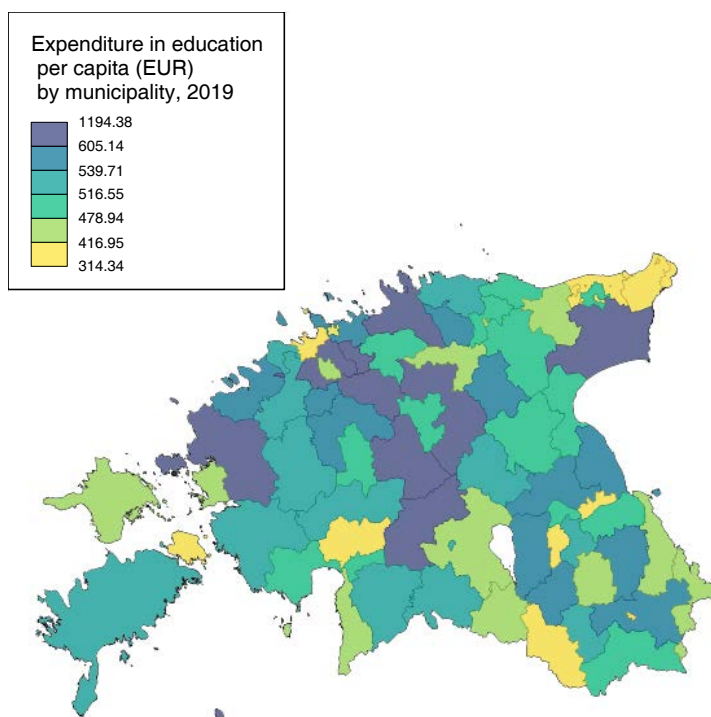 Expenditure in education
per capita (EUR)
by municipality, 2019
1194.38
605.14
539.71
516.55
478.94
416.95
314.34